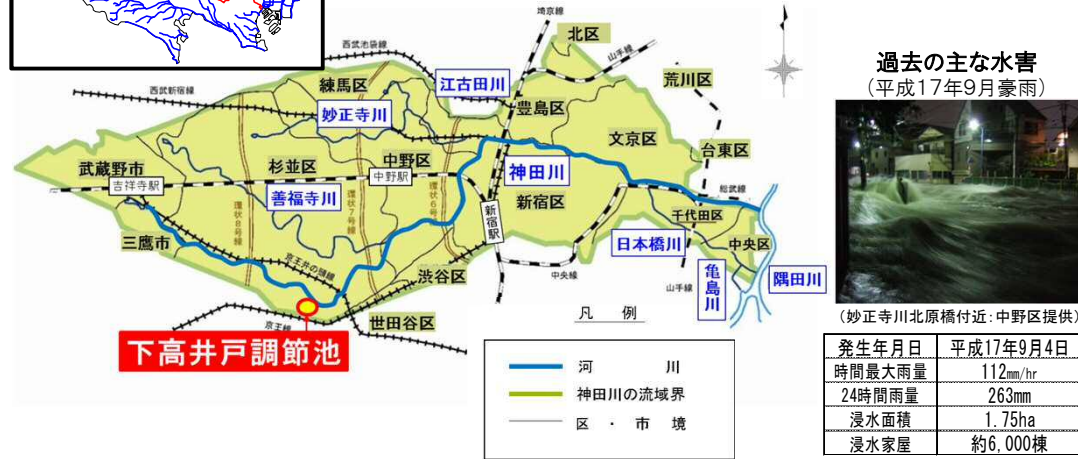 埼京線
北区
西武池袋線
山手線
江古田川
荒川区
練馬区
西武新宿線
豊島区
妙正寺川
文京区
台東区
武蔵野市
杉並区
中野区
中野駅
神田川
吉祥寺駅
善福寺川
環状8号線
環状7号線
環状6号線
新宿駅
新宿区
総武線
千代田区
三鷹市
京王井の頭線
日本橋川
中央区
渋谷区
中央線
山手線
亀島川
隅田川
京王線
世田谷区
下高井戸調節池
凡 例
河 川
神田川の流域界
区 ・ 市 境
過去の主な水害
(平成17年9月豪雨)
(妙正寺川北原橋付近:中野区提供)
発生年月日 平成17年9月4日
時間最大雨量 112mm/hr
24時間雨量 263mm
浸水面積 1.75ha
浸水家屋 約6,000棟